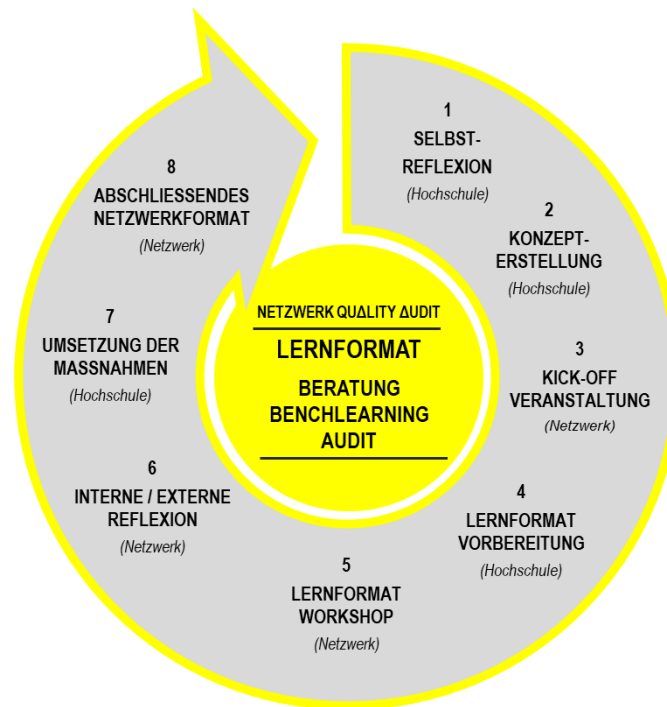 1
SELBST-
REFLEXION
(Hochschule)
2
KONZEPT-
ERSTELLUNG
(Hochschule)
3
KICK-OFF
VERANSTALTUNG
(Netzwerk)
4
LERNFORMAT
VORBEREITUNG
(Hochschule)
5
LERNFORMAT
WORKSHOP
(Netzwerk)
6
INTERNE / EXTERNE
REFLEXION
(Netzwerk)
7
UMSETZUNG DER
MASSNAHMEN
(Hochschule)
8
ABSCHLIESSENDES
NETZWERKFORMAT
(Netzwerk)
NETZWERK QUΔLITY ΔUDIT
LERNFORMAT
BERATUNG
BENCHLEARNING
AUDIT